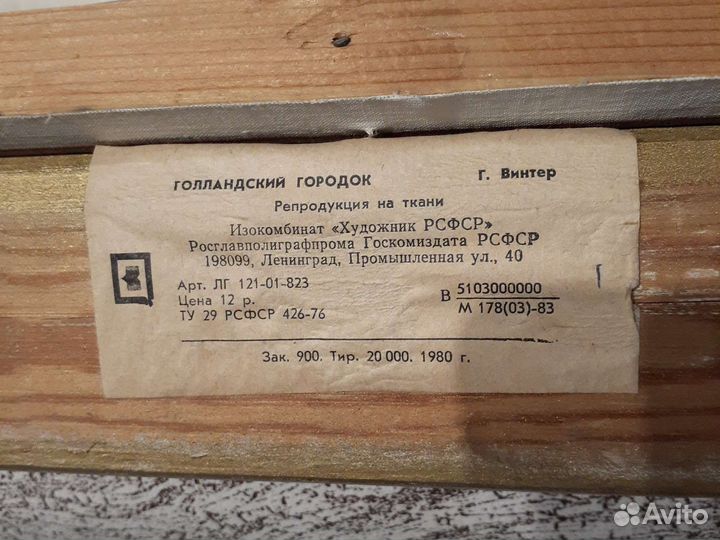 ГОЛЛАНДСКИЙ ГОРОДОК Г. Винтер
Репродукция на ткани
Изокомбинат «Художник РСФСР»
Росглавполиграфпрома Госкомиздата РСФСР
198099, Ленинград, Промышленная ул., 40
Арт. ЛГ 121-01-823
Цена 12 р.
ТУ 29 РСФСР 426-76
В 5103000000
М 178(03)-83
Зак. 900. Тир. 20 000. 1980 г.
Avito